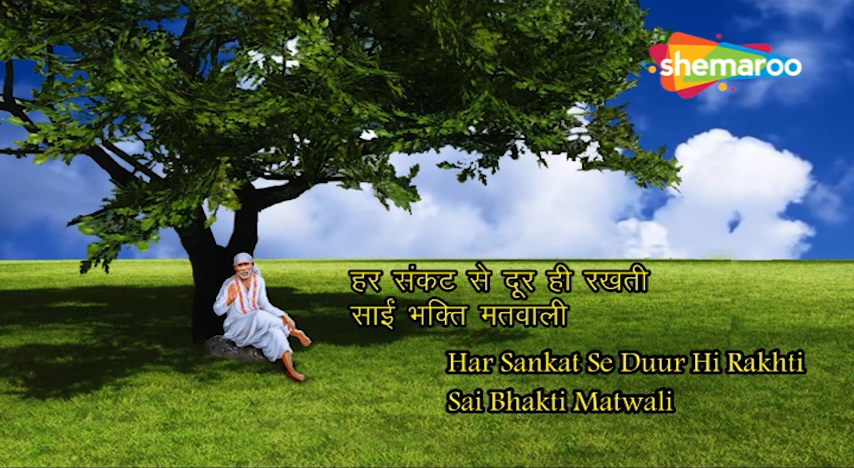 shemaroo
हर संकट से दूर ही रखती
साईं भक्ति मतवाली
Har Sankat Se Duur Hi Rakhti
Sai Bhakti Matwali